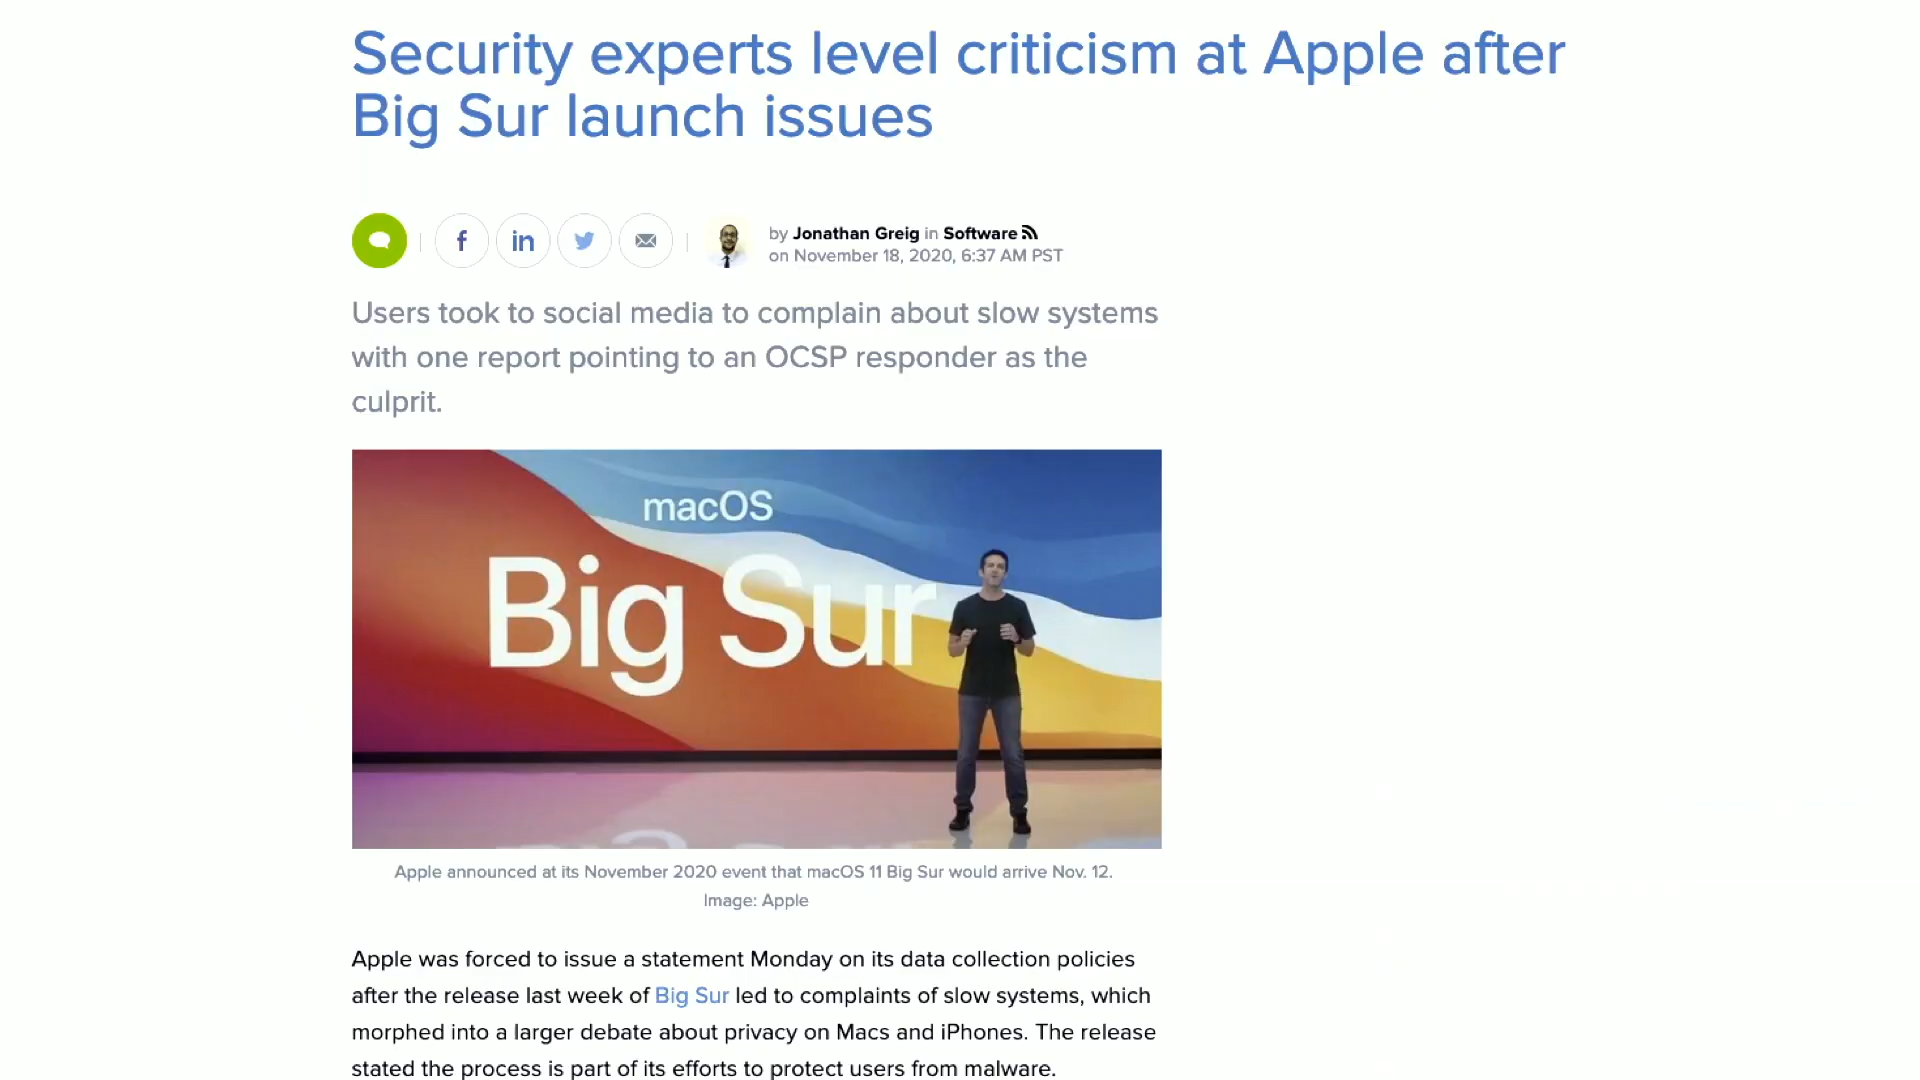 Security experts level criticism at Apple after
Big Sur launch issues
f
in
by Jonathan Greig in Software
on November 18, 2020, 6:37 AM PST
Users took to social media to complain about slow systems
with one report pointing to an OCSP responder as the
culprit.
macOS
Big Sur
Apple announced at its November 2020 event that macOS 11 Big Sur would arrive Nov. 12.
Image: Apple
Apple was forced to issue a statement Monday on its data collection policies
after the release last week of Big Sur led to complaints of slow systems, which
morphed into a larger debate about privacy on Macs and iPhones. The release
stated the process is part of its efforts to protect users from malware.